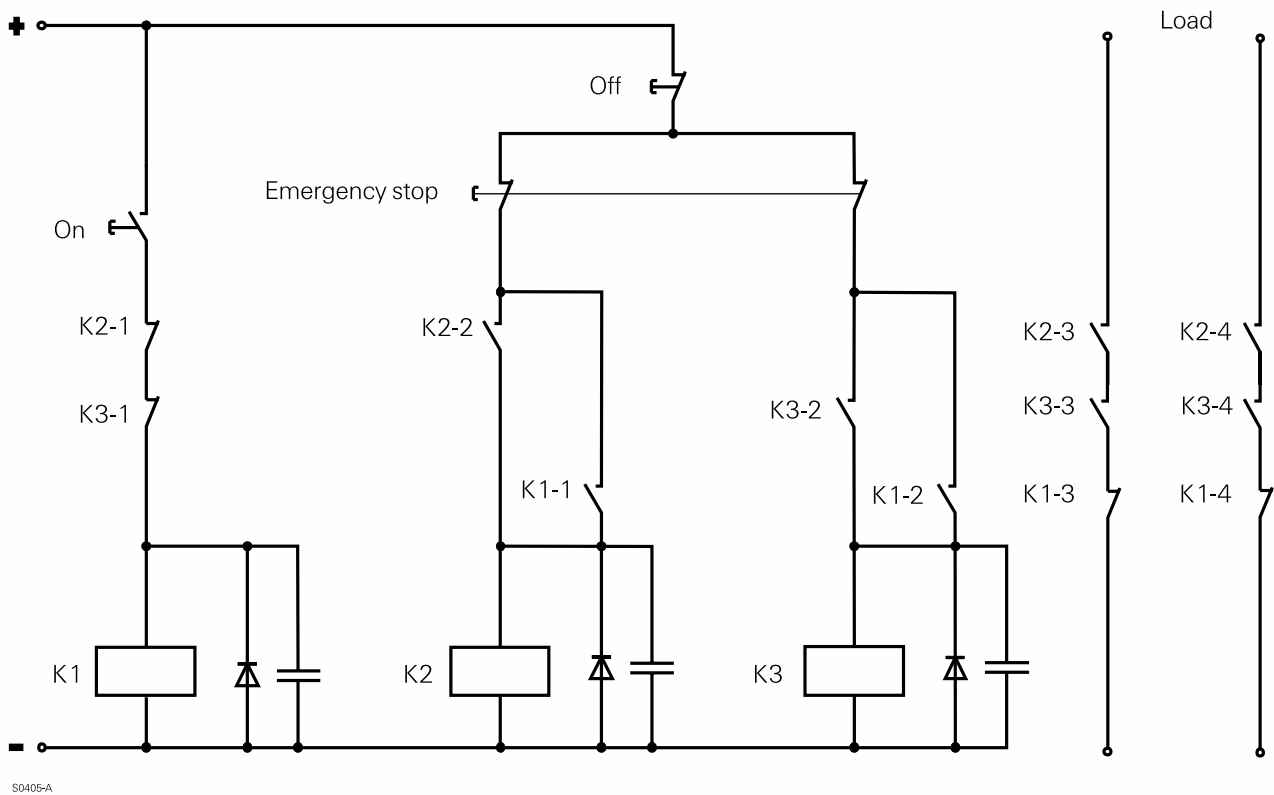 Load
+
Off
Emergency stop
On
K2-1
K2-2
K2-3
K2-4
K3-1
K3-2
K3-3
K3-4
K1-1
K1-2
K1-3
K1-4
K1
K2
K3
-
S0405-A